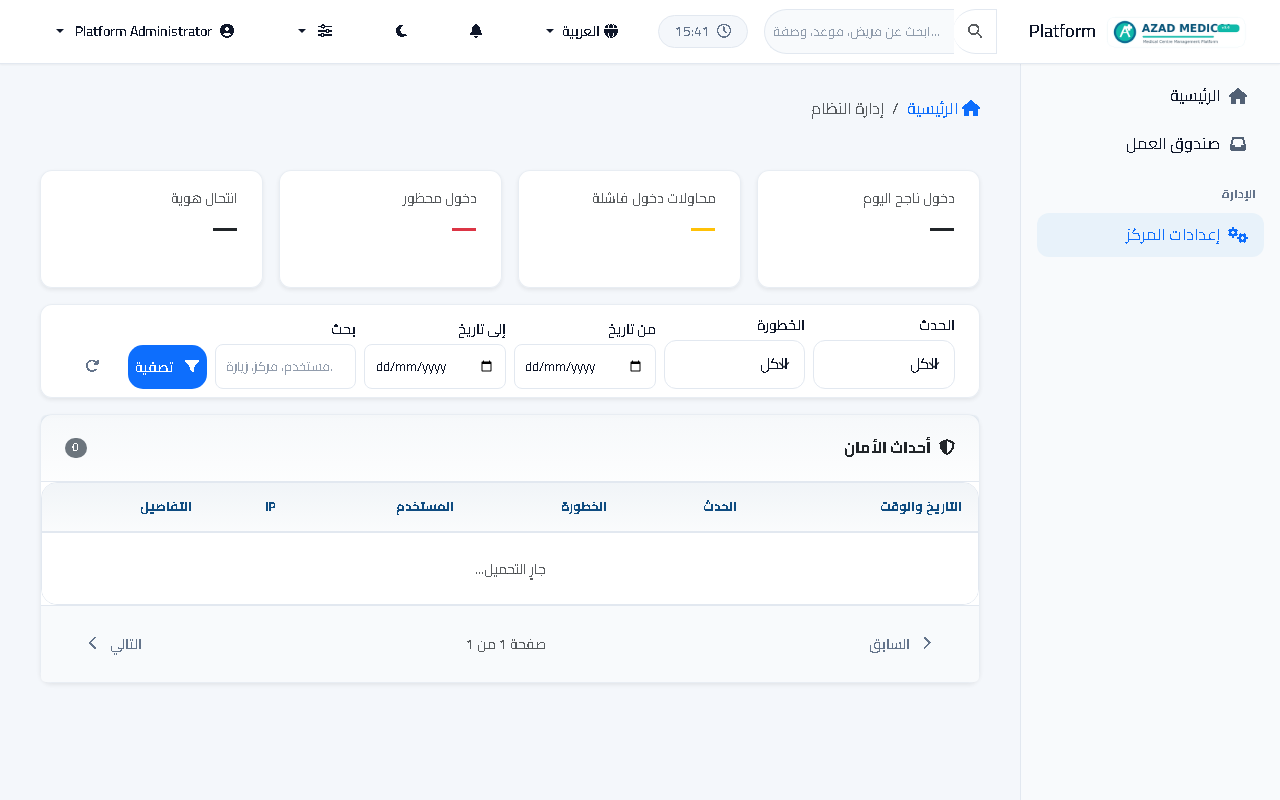 AZAD MEDIC
Medical Centre Management Platform
Platform
ابحث عن مريض، موعد، وصفة...
15:41
العربية
Platform Administrator
الرئيسية
صندوق العمل
الإدارة
إعدادات المركز
الرئيسية / إدارة النظام
دخول ناجح اليوم
—
محاولات دخول فاشلة
—
دخول محظور
—
انتحال هوية
—
الحدث
الكل
الخطورة
الكل
من تاريخ
dd/mm/yyyy
إلى تاريخ
dd/mm/yyyy
بحث
مستخدم، مركز، زيارة
تصفية
أحداث الأمان
0
التاريخ والوقت الحدث الخطورة المستخدم IP التفاصيل
جارٍ التحميل...
السابق
صفحة 1 من 1
التالي